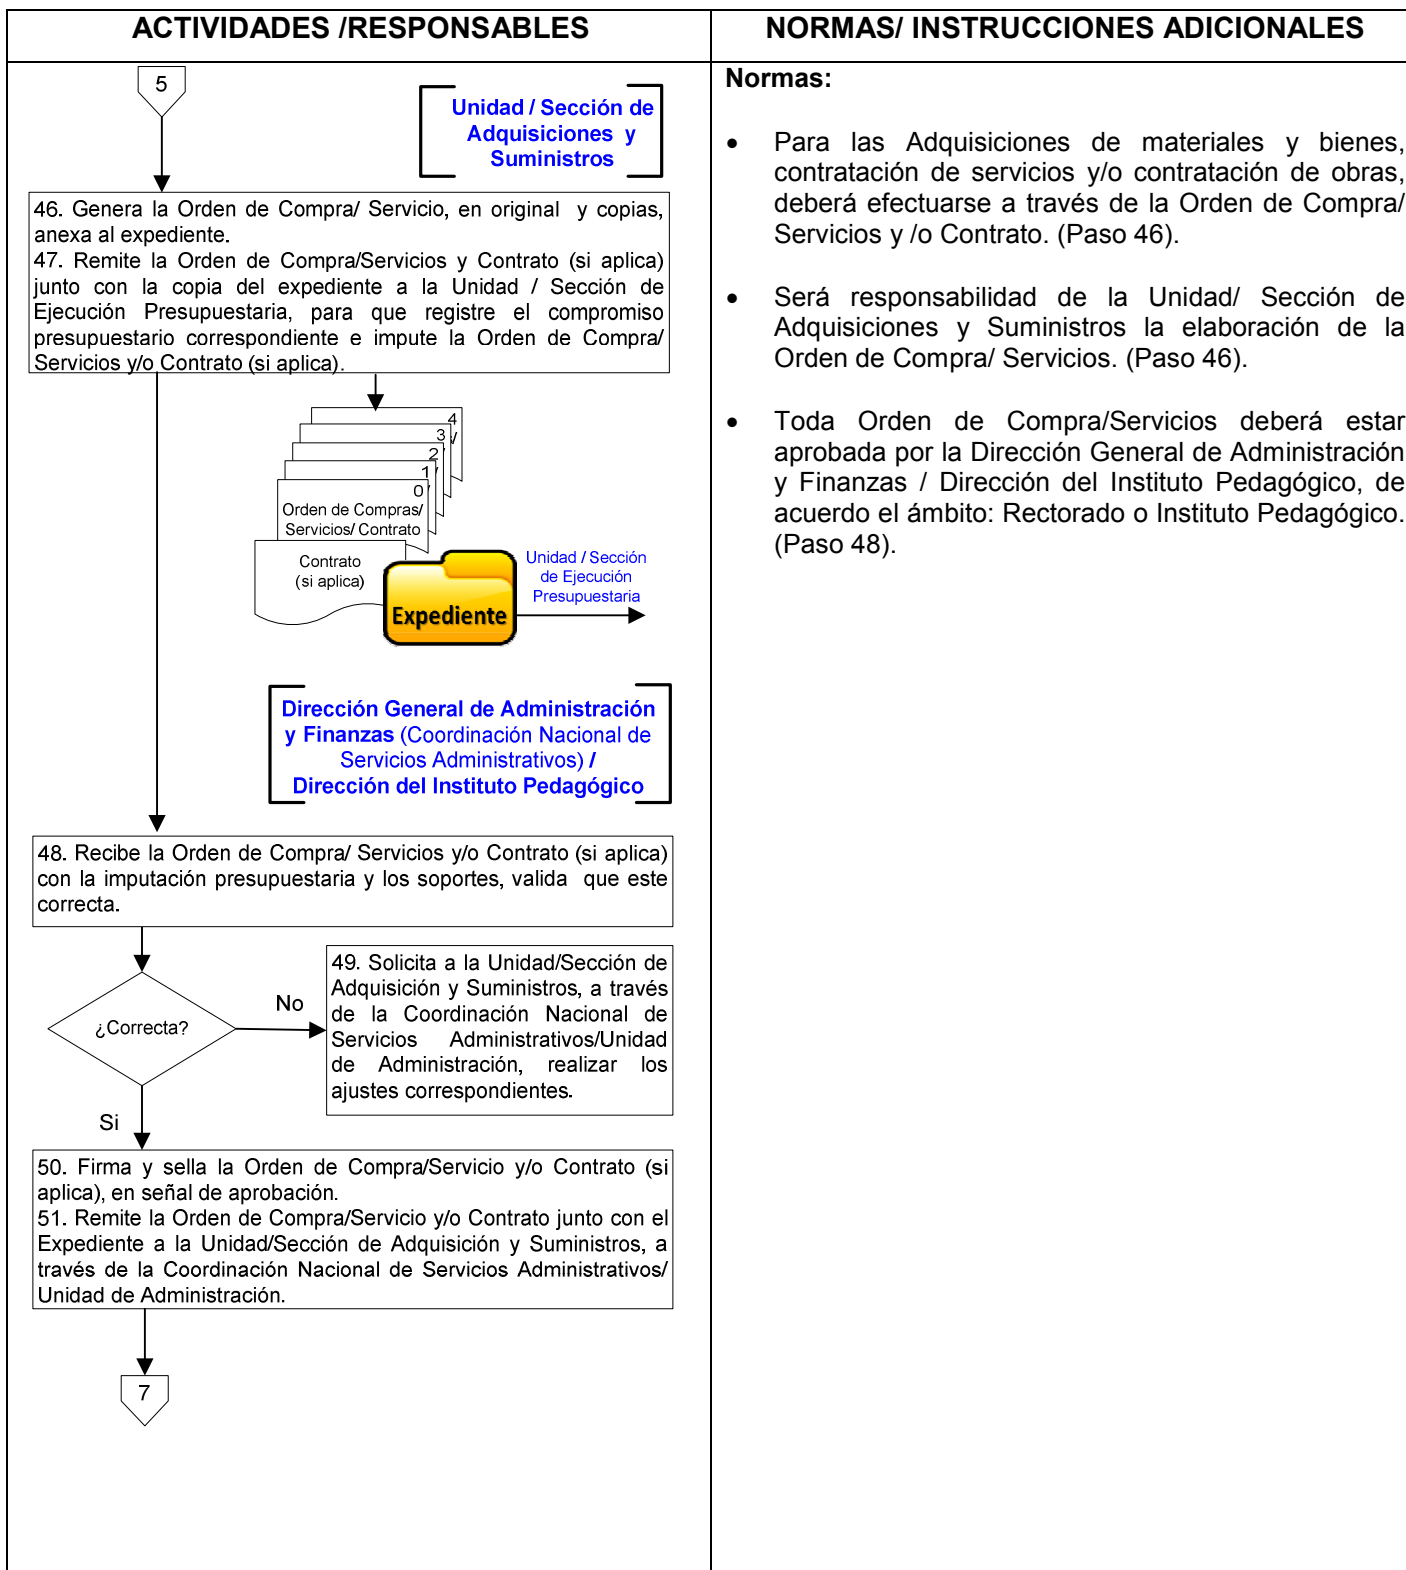 ACTIVIDADES /RESPONSABLES
NORMAS/ INSTRUCCIONES ADICIONALES
5
Unidad / Sección de
Adquisiciones y
Suministros
46. Genera la Orden de Compra/ Servicio, en original y copias,
anexa al expediente.
47. Remite la Orden de Compra/Servicios y Contrato (si aplica)
junto con la copia del expediente a la Unidad / Sección de
Ejecución Presupuestaria, para que registre el compromiso
presupuestario correspondiente e impute la Orden de Compra/
Servicios y/o Contrato (si aplica).
4
3
2
1
0
Orden de Compras/
Servicios/ Contrato
Contrato
(si aplica)
Expediente
Unidad / Sección
de Ejecución
Presupuestaria
Dirección General de Administración
y Finanzas (Coordinación Nacional de
Servicios Administrativos) /
Dirección del Instituto Pedagógico
48. Recibe la Orden de Compra/ Servicios y/o Contrato (si aplica)
con la imputación presupuestaria y los soportes, valida que este
correcta.
¿Correcta?
No
49. Solicita a la Unidad/Sección de
Adquisición y Suministros, a través
de la Coordinación Nacional de
Servicios Administrativos/Unidad
de Administración, realizar los
ajustes correspondientes.
Si
50. Firma y sella la Orden de Compra/Servicio y/o Contrato (si
aplica), en señal de aprobación.
51. Remite la Orden de Compra/Servicio y/o Contrato junto con el
Expediente a la Unidad/Sección de Adquisición y Suministros, a
través de la Coordinación Nacional de Servicios Administrativos/
Unidad de Administración.
7
Normas:
• Para las Adquisiciones de materiales y bienes,
contratación de servicios y/o contratación de obras,
deberá efectuarse a través de la Orden de Compra/
Servicios y /o Contrato. (Paso 46).
• Será responsabilidad de la Unidad/ Sección de
Adquisiciones y Suministros la elaboración de la
Orden de Compra/ Servicios. (Paso 46).
• Toda Orden de Compra/Servicios deberá estar
aprobada por la Dirección General de Administración
y Finanzas / Dirección del Instituto Pedagógico, de
acuerdo el ámbito: Rectorado o Instituto Pedagógico.
(Paso 48).